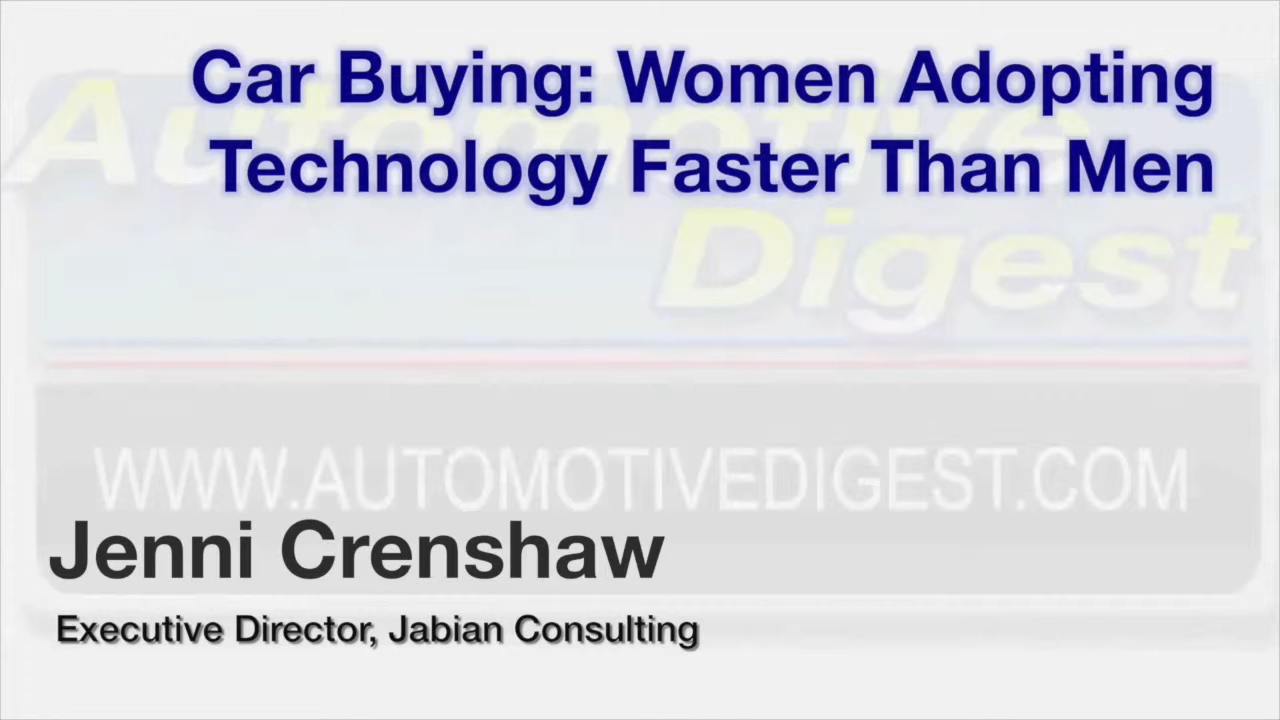 Car Buying: Women Adopting
Technology Faster Than Men
Automotive
Digest
WWW.AUTOMOTIVEDIGEST.COM
Jenni Crenshaw
Executive Director, Jabian Consulting